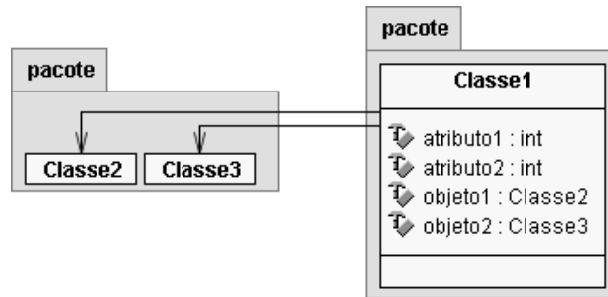 pacote
Classe2
Classe3
pacote
Classe1
atributo1 : int
atributo2 : int
objeto1 : Classe2
objeto2 : Classe3